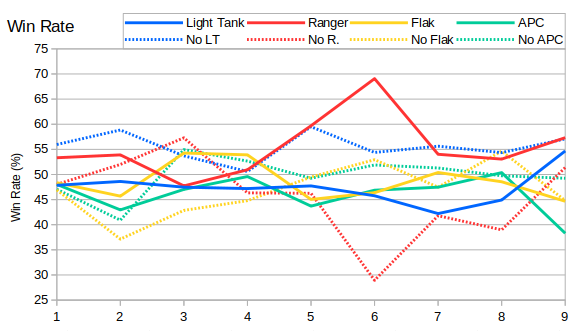 Win Rate
Light Tank Ranger Flak APC
No LT No R. No Flak No APC
Win Rate (%)
75
70
65
60
55
50
45
40
35
30
25
1 2 3 4 5 6 7 8 9